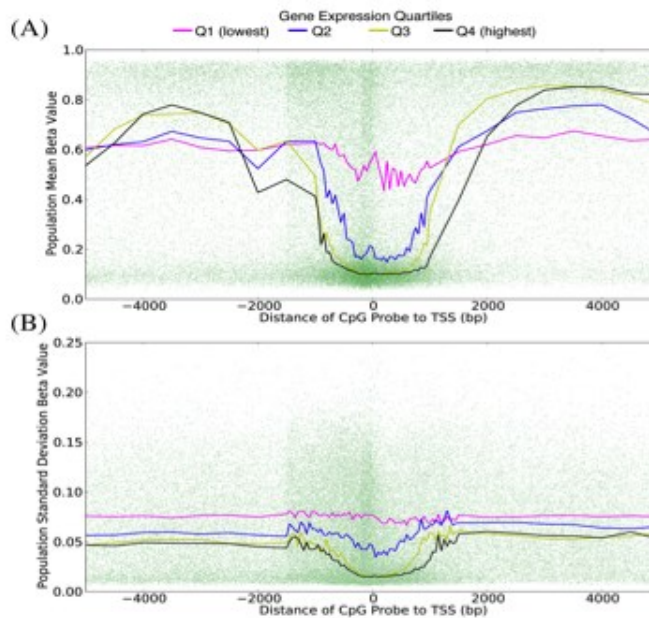 Gene Expression Quartiles
(A)
Q1 (lowest) Q2 Q3 Q4 (highest)
1.0
0.8
0.6
0.4
0.2
0.0
Population Mean Beta Value
−4000 −2000 0 2000 4000
Distance of CpG Probe to TSS (bp)
(B)
0.25
0.20
0.15
0.10
0.05
0.00
Population Standard Deviation Beta Value
−4000 −2000 0 2000 4000
Distance of CpG Probe to TSS (bp)